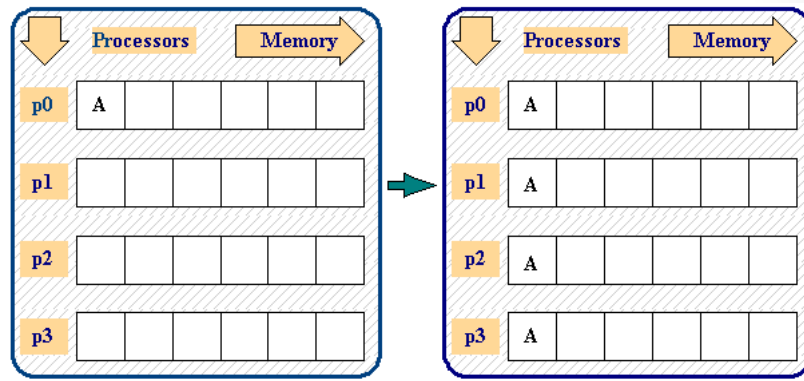 Processors Memory
p0 A
p1
p2
p3
Processors Memory
p0 A
p1 A
p2 A
p3 A